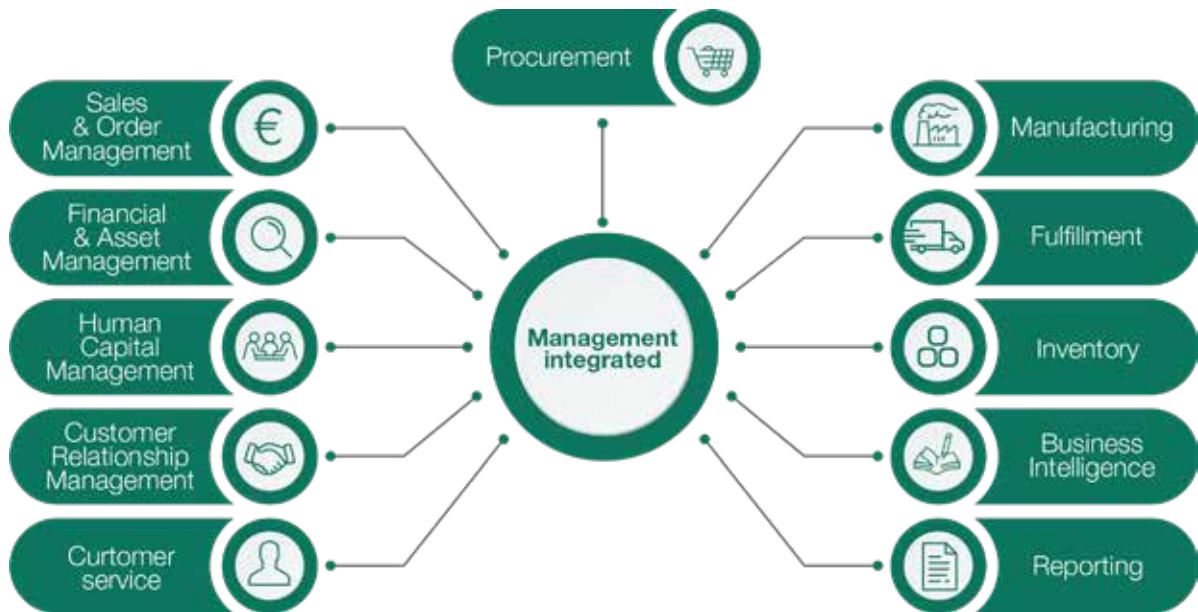 Procurement
Sales
& Order
Management
Financial
& Asset
Management
Human
Capital
Management
Customer
Relationship
Management
Curtomer
service
Management
integrated
Manufacturing
Fulfillment
Inventory
Business
Intelligence
Reporting